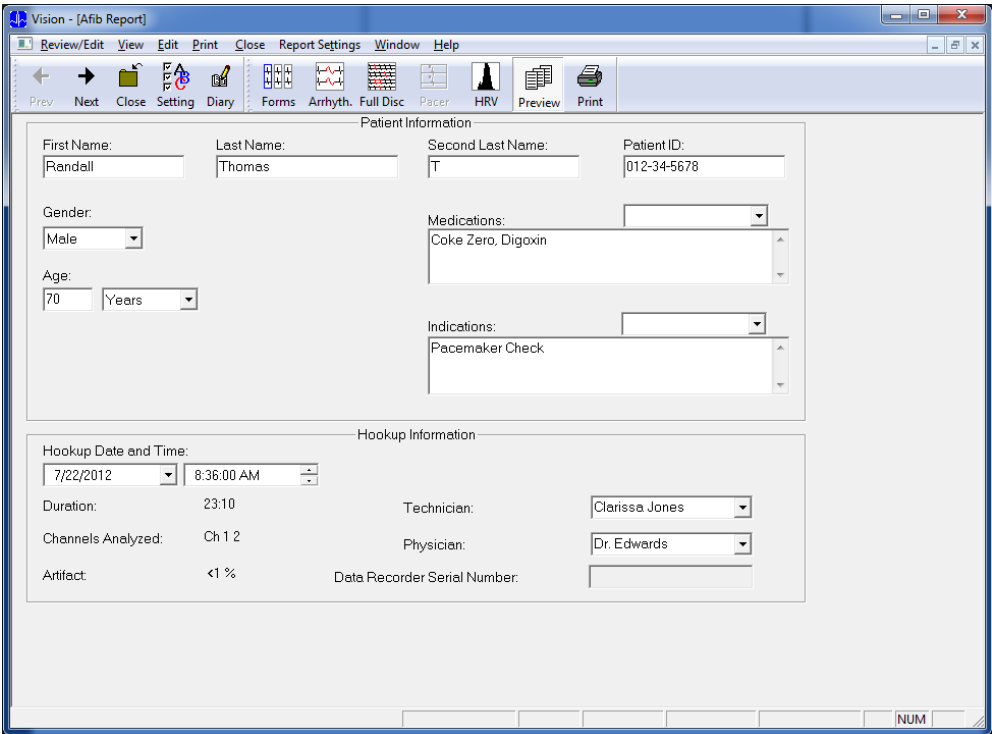 Vision - [Afib Report]
Review/Edit View Edit Print Close Report Settings Window Help
Prev Next Close Setting Diary Forms Arrhyth. Full Disc Pacer HRV Preview Print
Patient Information
First Name: Last Name: Second Last Name: Patient ID:
Randall Thomas T 012-34-5678
Gender:
Medications:
Male
Coke Zero, Digoxin
Age:
70 Years
Indications:
Pacemaker Check
Hookup Information
Hookup Date and Time:
7/22/2012 8:36:00 AM
Duration: 23:10 Technician: Clarissa Jones
Channels Analyzed: Ch 1 2 Physician: Dr. Edwards
Artifact: <1 % Data Recorder Serial Number:
NUM